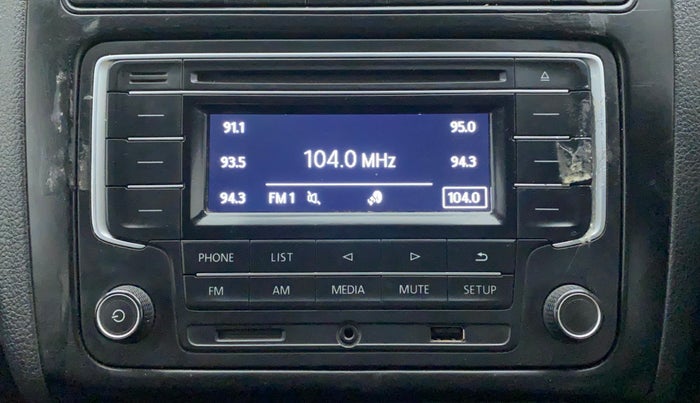 91.1 95.0
93.5 104.0 MHz 94.3
94.3 FM 1 104.0
PHONE LIST
FM AM MEDIA MUTE SETUP